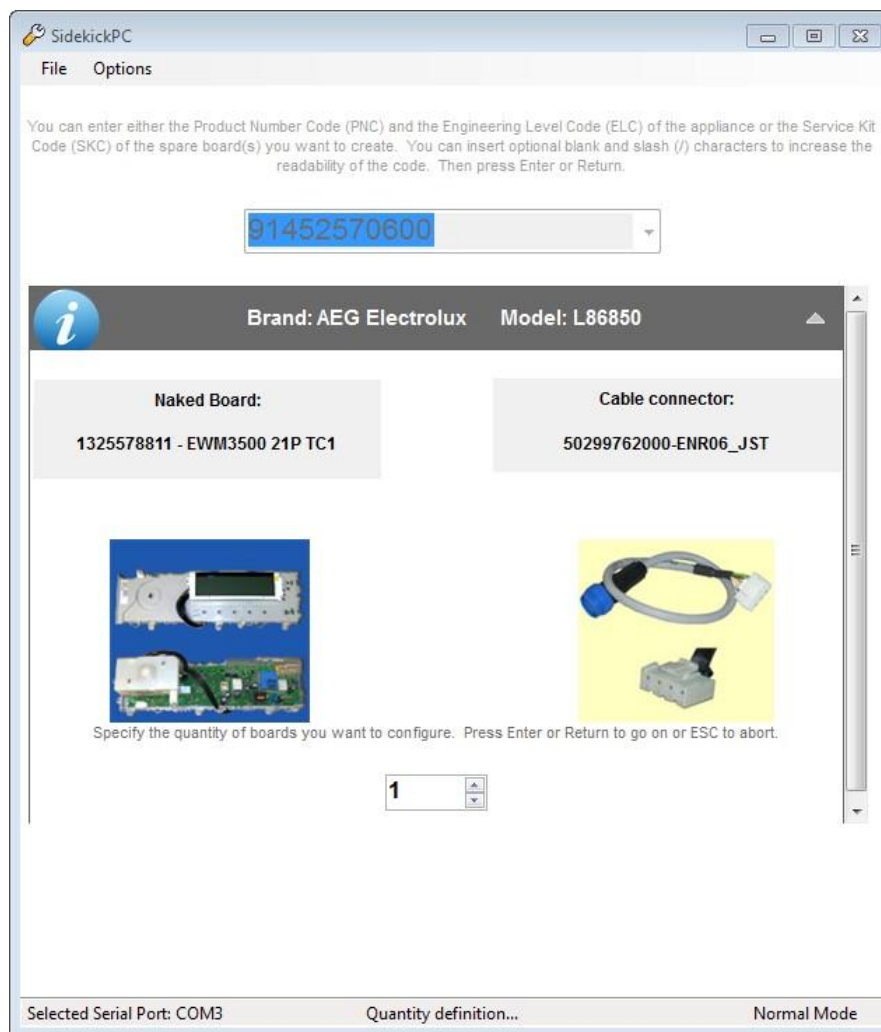 SidekickPC
File Options
You can enter either the Product Number Code (PNC) and the Engineering Level Code (ELC) of the appliance or the Service Kit
Code (SKC) of the spare board(s) you want to create. You can insert optional blank and slash (/) characters to increase the
readability of the code. Then press Enter or Return.
91452570600
Brand: AEG Electrolux Model: L86850
Naked Board:
1325578811 - EWM3500 21P TC1
Cable connector:
50299762000-ENR06_JST
Specify the quantity of boards you want to configure. Press Enter or Return to go on or ESC to abort.
1
Selected Serial Port: COM3 Quantity definition... Normal Mode